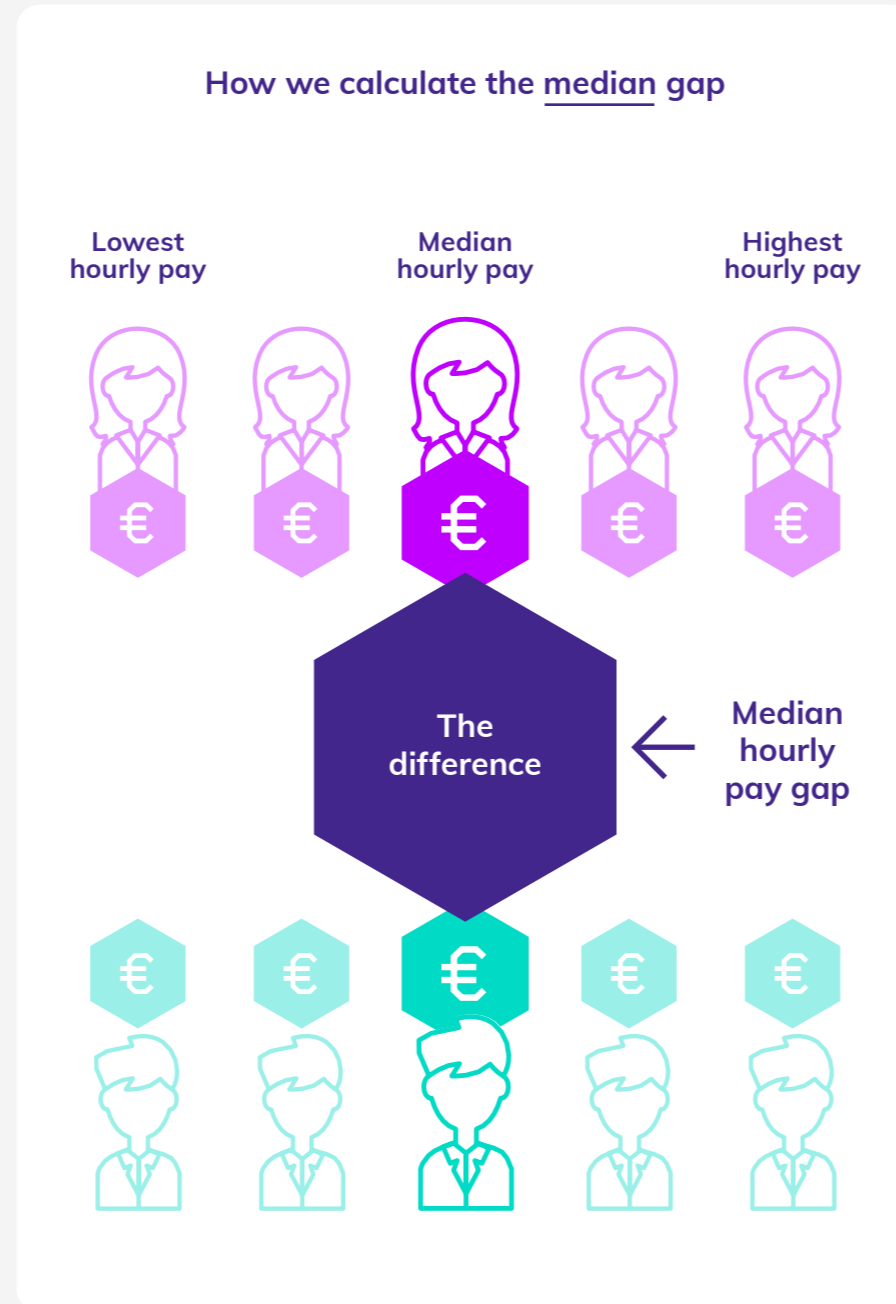 How we calculate the median gap
Lowest
hourly pay
Median
hourly pay
Highest
hourly pay
€ € € € €
The
difference
Median
hourly
pay gap
€ € € € €